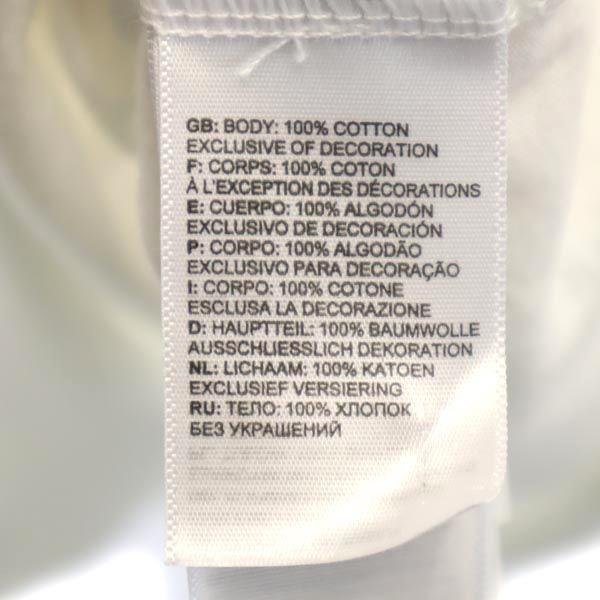 GB: BODY: 100% COTTON
EXCLUSIVE OF DECORATION
F: CORPS: 100% COTON
À L'EXCEPTION DES DÉCORATIONS
E: CUERPO: 100% ALGODÓN
EXCLUSIVO DE DECORACIÓN
P: CORPO: 100% ALGODÃO
EXCLUSIVO PARA DECORAÇÃO
I: CORPO: 100% COTONE
ESCLUSA LA DECORAZIONE
D: HAUPTTEIL: 100% BAUMWOLLE
AUSSCHLIESSLICH DEKORATION
NL: LICHAAM: 100% KATOEN
EXCLUSIEF VERSIERING
RU: ТЕЛО: 100% ХЛОПОК
БЕЗ УКРАШЕНИЙ